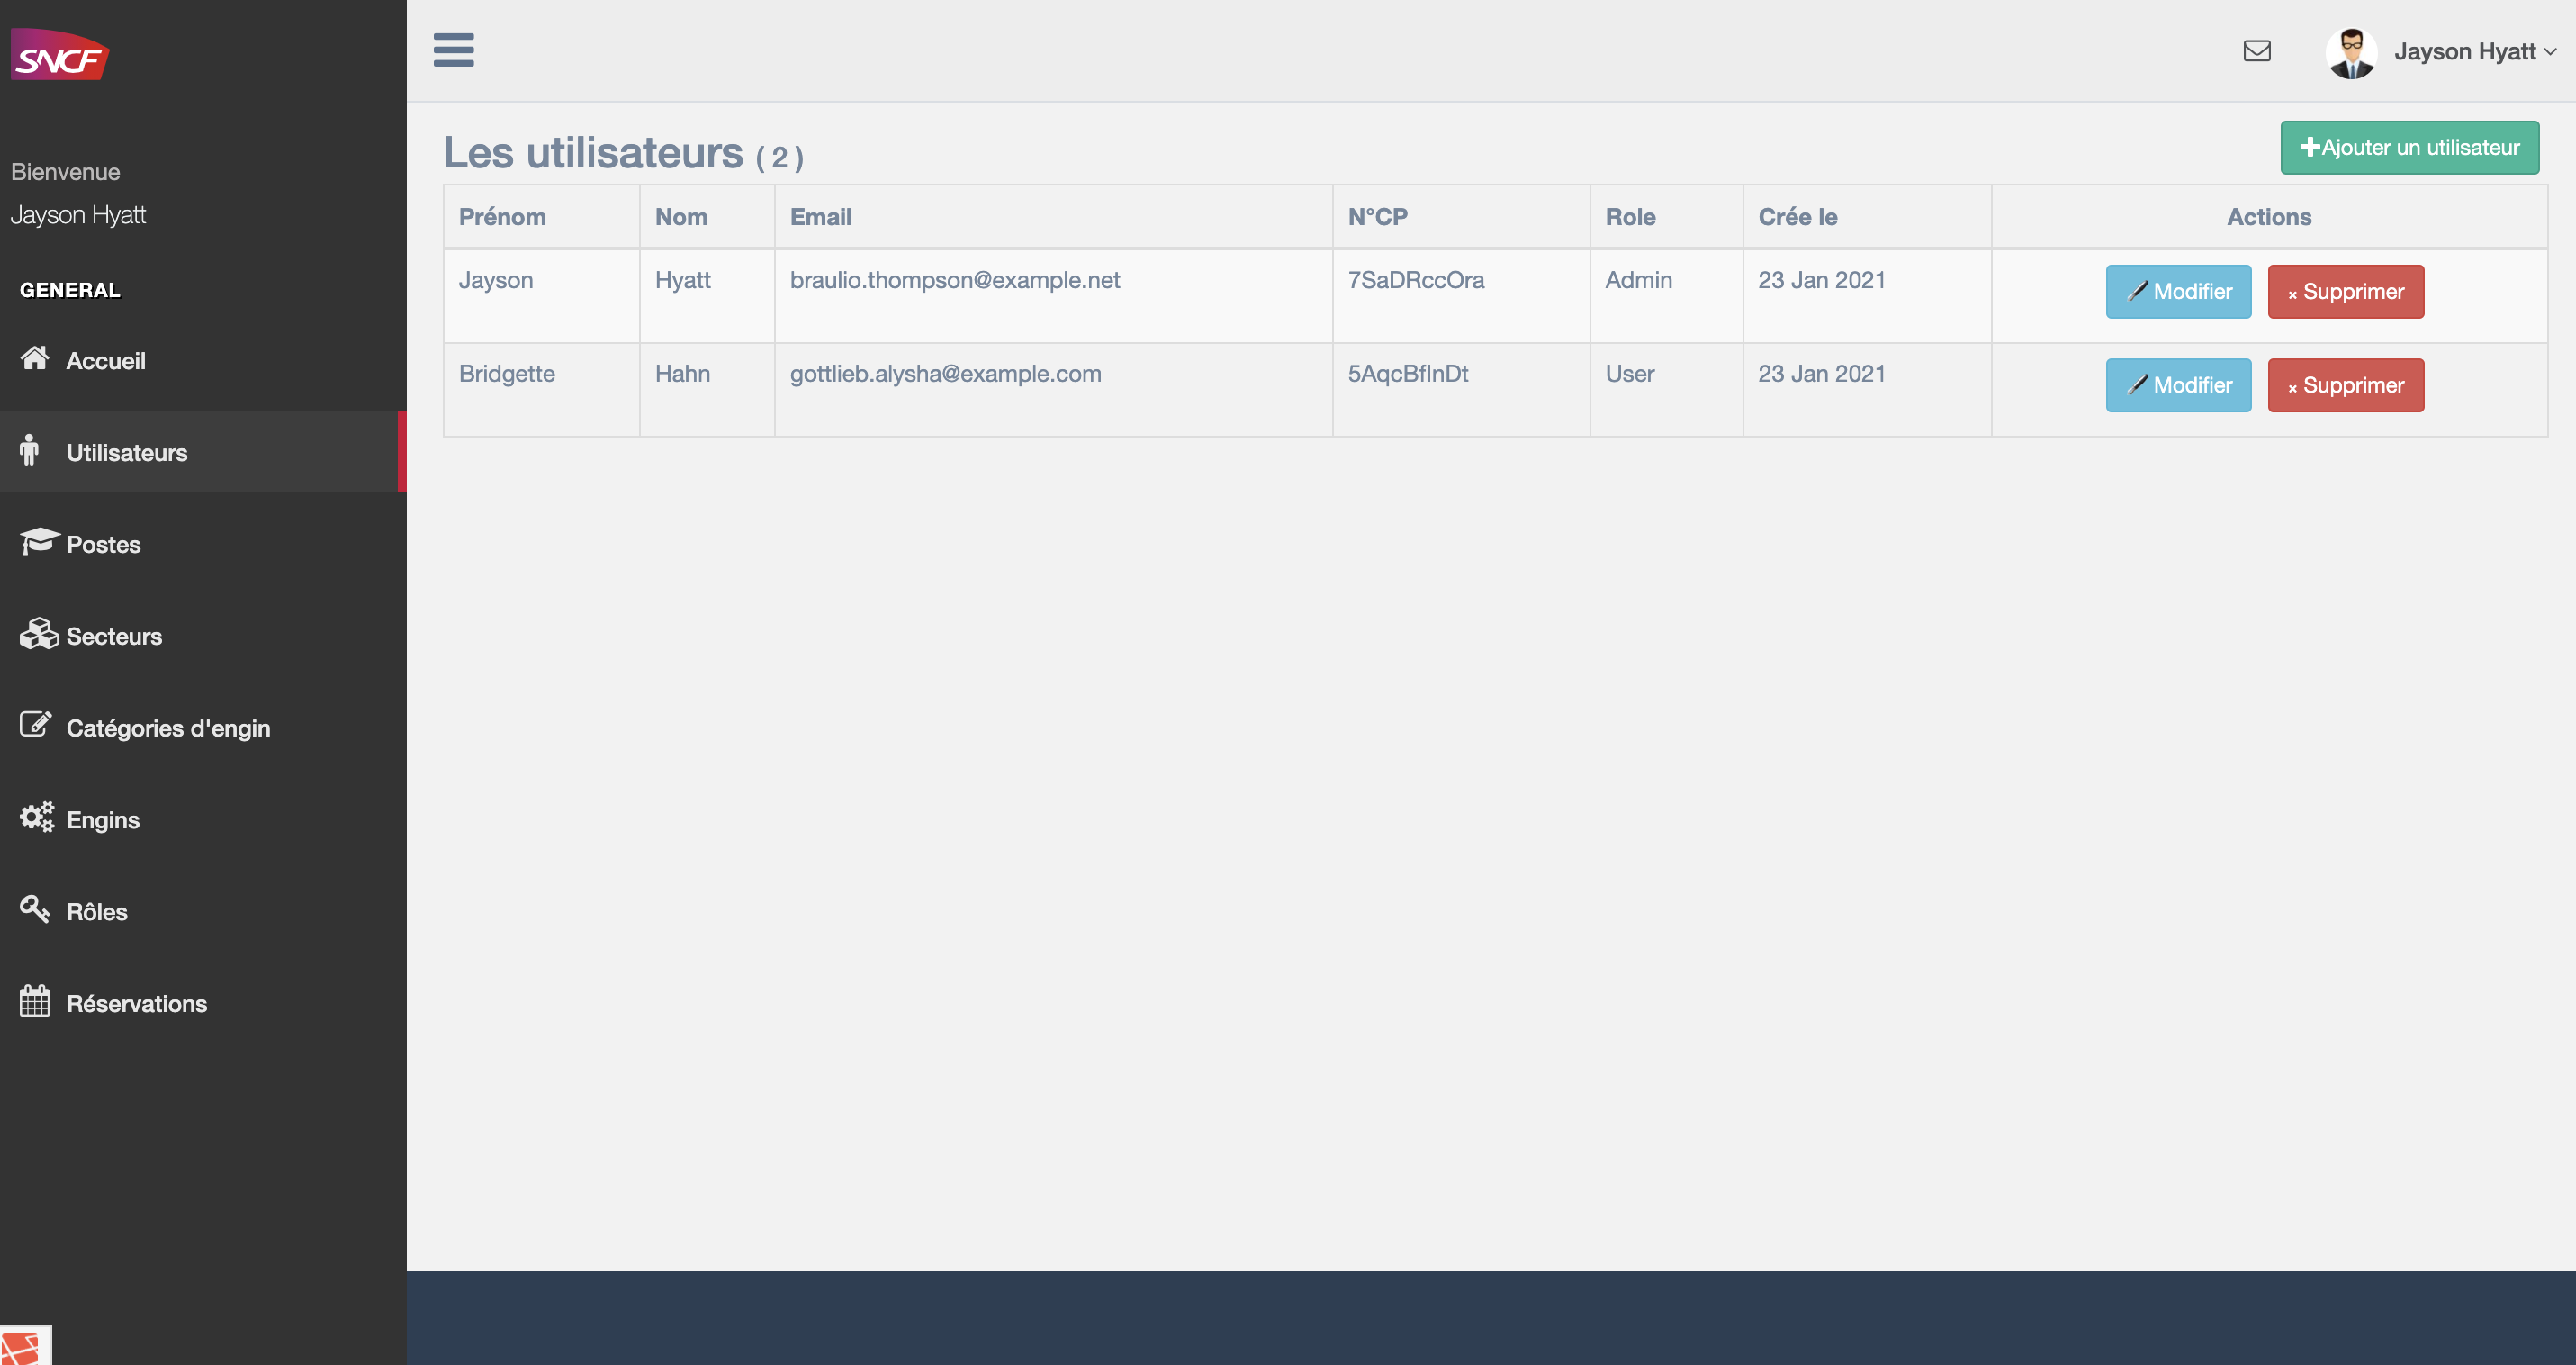 SNCF
Bienvenue
Jayson Hyatt
GENERAL
Accueil
Utilisateurs
Postes
Secteurs
Catégories d'engin
Engins
Rôles
Réservations
Jayson Hyatt
Les utilisateurs ( 2 )
Ajouter un utilisateur
Prénom Nom Email N°CP Role Crée le Actions
Jayson Hyatt braulio.thompson@example.net 7SaDRccOra Admin 23 Jan 2021 Modifier × Supprimer
Bridgette Hahn gottlieb.alysha@example.com User 23 Jan 2021 Modifier × Supprimer